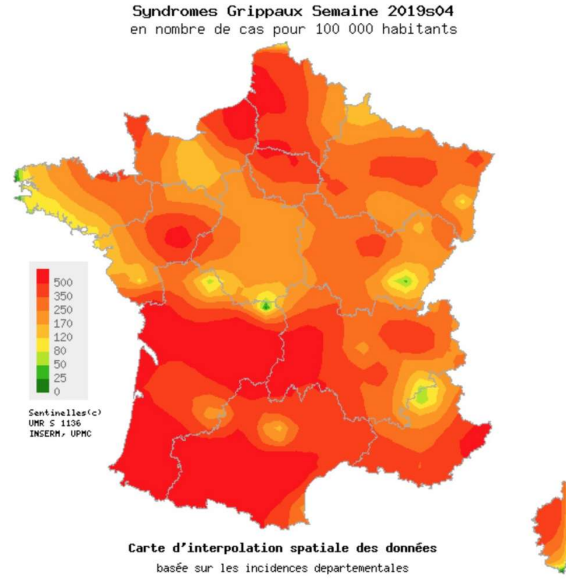 Syndromes Grippaux Semaine 2019s04
en nombre de cas pour 100 000 habitants
500
350
250
170
120
80
50
25
0
Sentinelles(c)
UMR S 1136
INSERM, UPMC
Carte d'interpolation spatiale des données
basée sur les incidences departementales